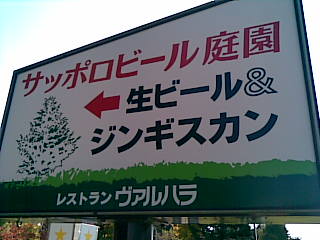 サッポロビール庭園
生ビール&
ジンギスカン
レストラン ヴァルハラ